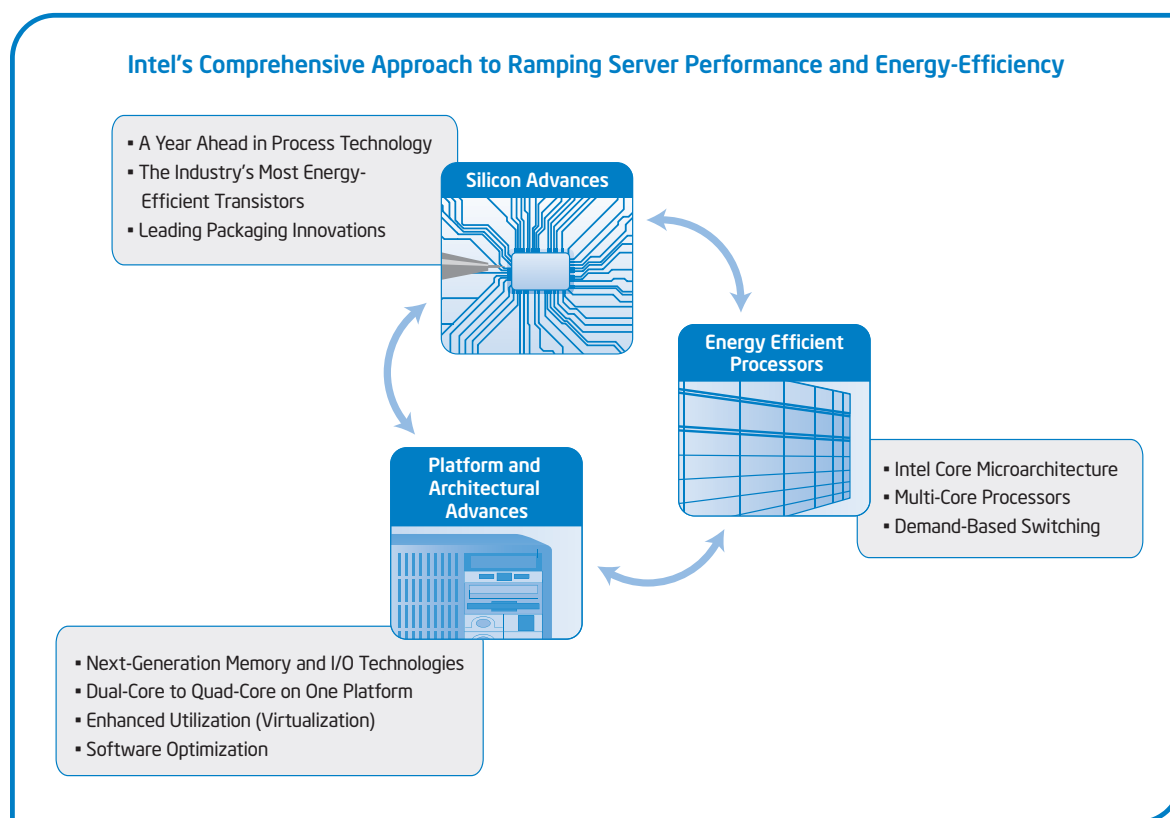 Intel's Comprehensive Approach to Ramping Server Performance and Energy-Efficiency
▪ A Year Ahead in Process Technology
▪ The Industry's Most Energy-
Efficient Transistors
▪ Leading Packaging Innovations
Silicon Advances
Energy Efficient
Processors
▪ Intel Core Microarchitecture
▪ Multi-Core Processors
▪ Demand-Based Switching
Platform and
Architectural
Advances
▪ Next-Generation Memory and I/O Technologies
▪ Dual-Core to Quad-Core on One Platform
▪ Enhanced Utilization (Virtualization)
▪ Software Optimization